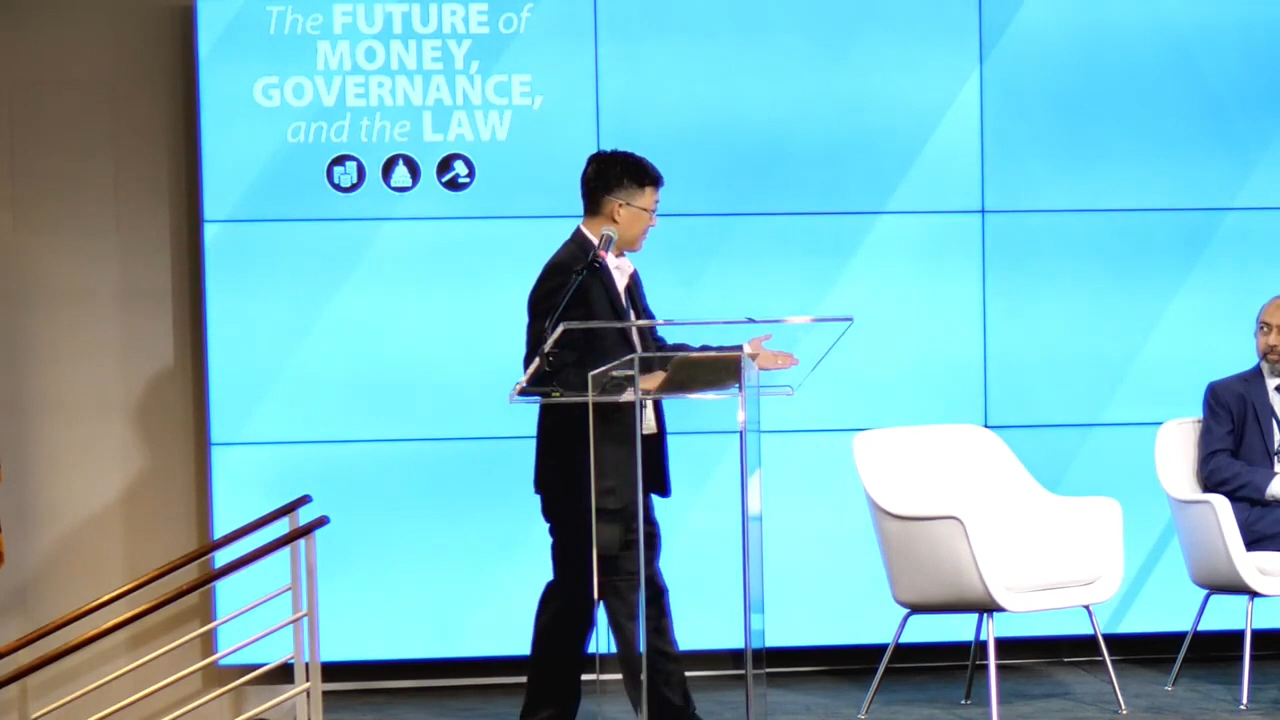 The FUTURE of
MONEY,
GOVERNANCE,
and the LAW